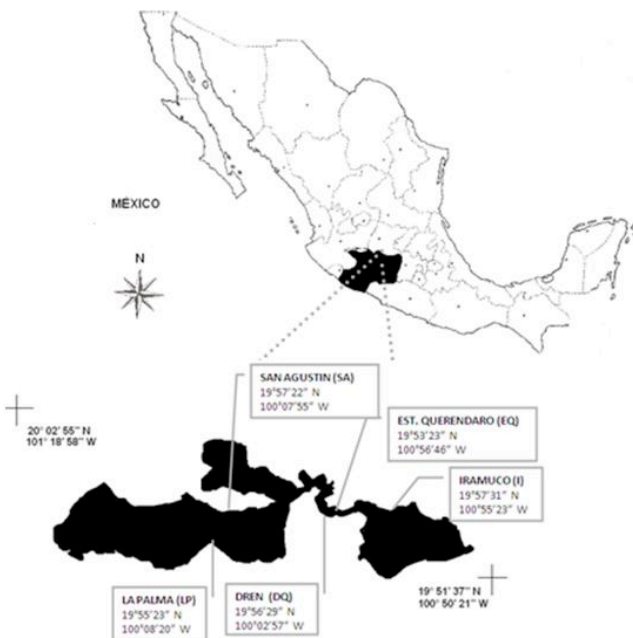 MÉXICO
N
SAN AGUSTIN (SA)
19°57'22" N
100°07'55" W
EST. QUERENDARO (EQ)
19°53'23" N
100°56'46" W
20° 02' 55" N
101° 18' 58" W
IRAMUCO (I)
19°57'31" N
100°55'23" W
LA PALMA (LP)
19°55'23" N
100°08'20" W
DREN (DQ)
19°56'29" N
100°02'57" W
19° 51' 37" N
100° 50' 21" W